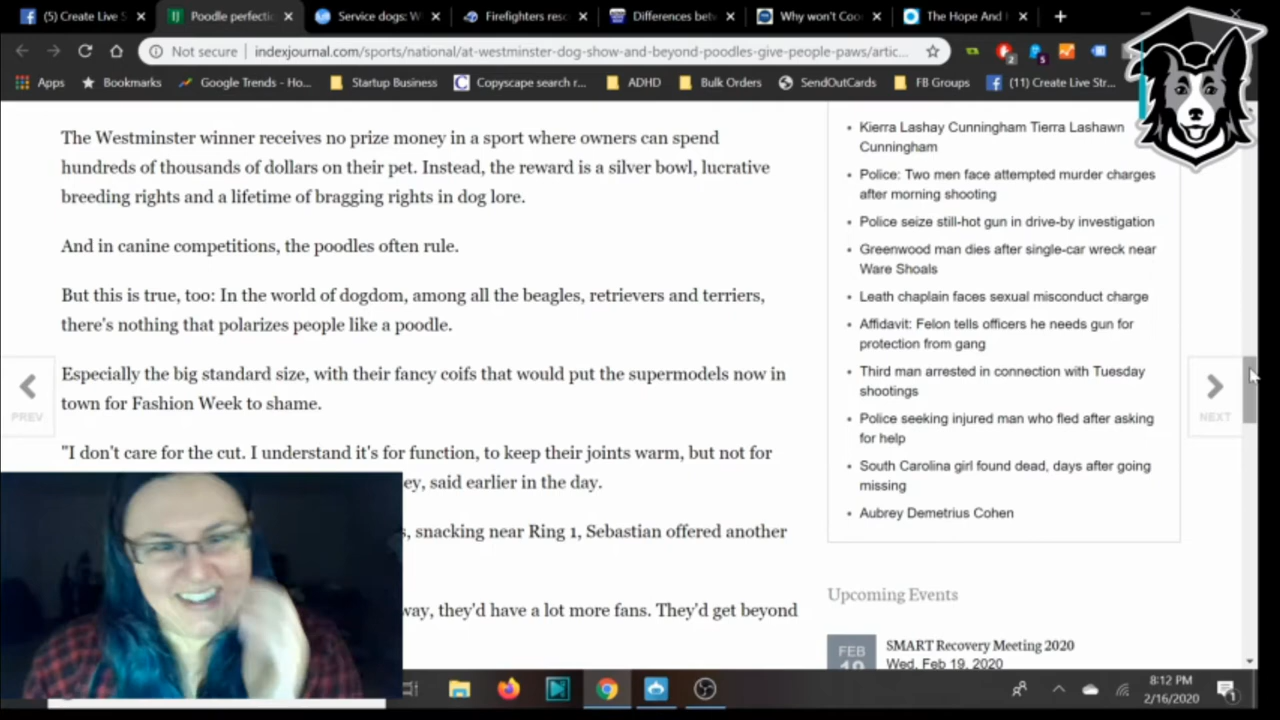 (5) Create Live S
Poodle perfecti
Service dogs: W
Firefighters resc
Differences betw
Why won't Coo
The Hope And H
Not secure
indexjournal.com/sports/national/at-westminster-dog-show-and-beyond-poodles-give-people-paws/artic...
2
5
Apps
Bookmarks
Google Trends - Ho...
Startup Business
Copyscape search r...
ADHD
Bulk Orders
SendOutCards
FB Groups
(11) Create Live Str...
The Westminster winner receives no prize money in a sport where owners can spend
hundreds of thousands of dollars on their pet. Instead, the reward is a silver bowl, lucrative
breeding rights and a lifetime of bragging rights in dog lore.
And in canine competitions, the poodles often rule.
But this is true, too: In the world of dogdom, among all the beagles, retrievers and terriers,
there's nothing that polarizes people like a poodle.
Especially the big standard size, with their fancy coifs that would put the supermodels now in
town for Fashion Week to shame.
"I don't care for the cut. I understand it's for function, to keep their joints warm, but not for
ey, said earlier in the day.
s, snacking near Ring 1, Sebastian offered another
way, they'd have a lot more fans. They'd get beyond
PREV
Kierra Lashay Cunningham Tierra Lashawn
Cunningham
Police: Two men face attempted murder charges
after morning shooting
Police seize still-hot gun in drive-by investigation
Greenwood man dies after single-car wreck near
Ware Shoals
Leath chaplain faces sexual misconduct charge
Affidavit: Felon tells officers he needs gun for
protection from gang
Third man arrested in connection with Tuesday
shootings
Police seeking injured man who fled after asking
for help
South Carolina girl found dead, days after going
missing
Aubrey Demetrius Cohen
NEXT
Upcoming Events
FEB
19
SMART Recovery Meeting 2020
Wed, Feb 19, 2020
8:12 PM
2/16/2020
1